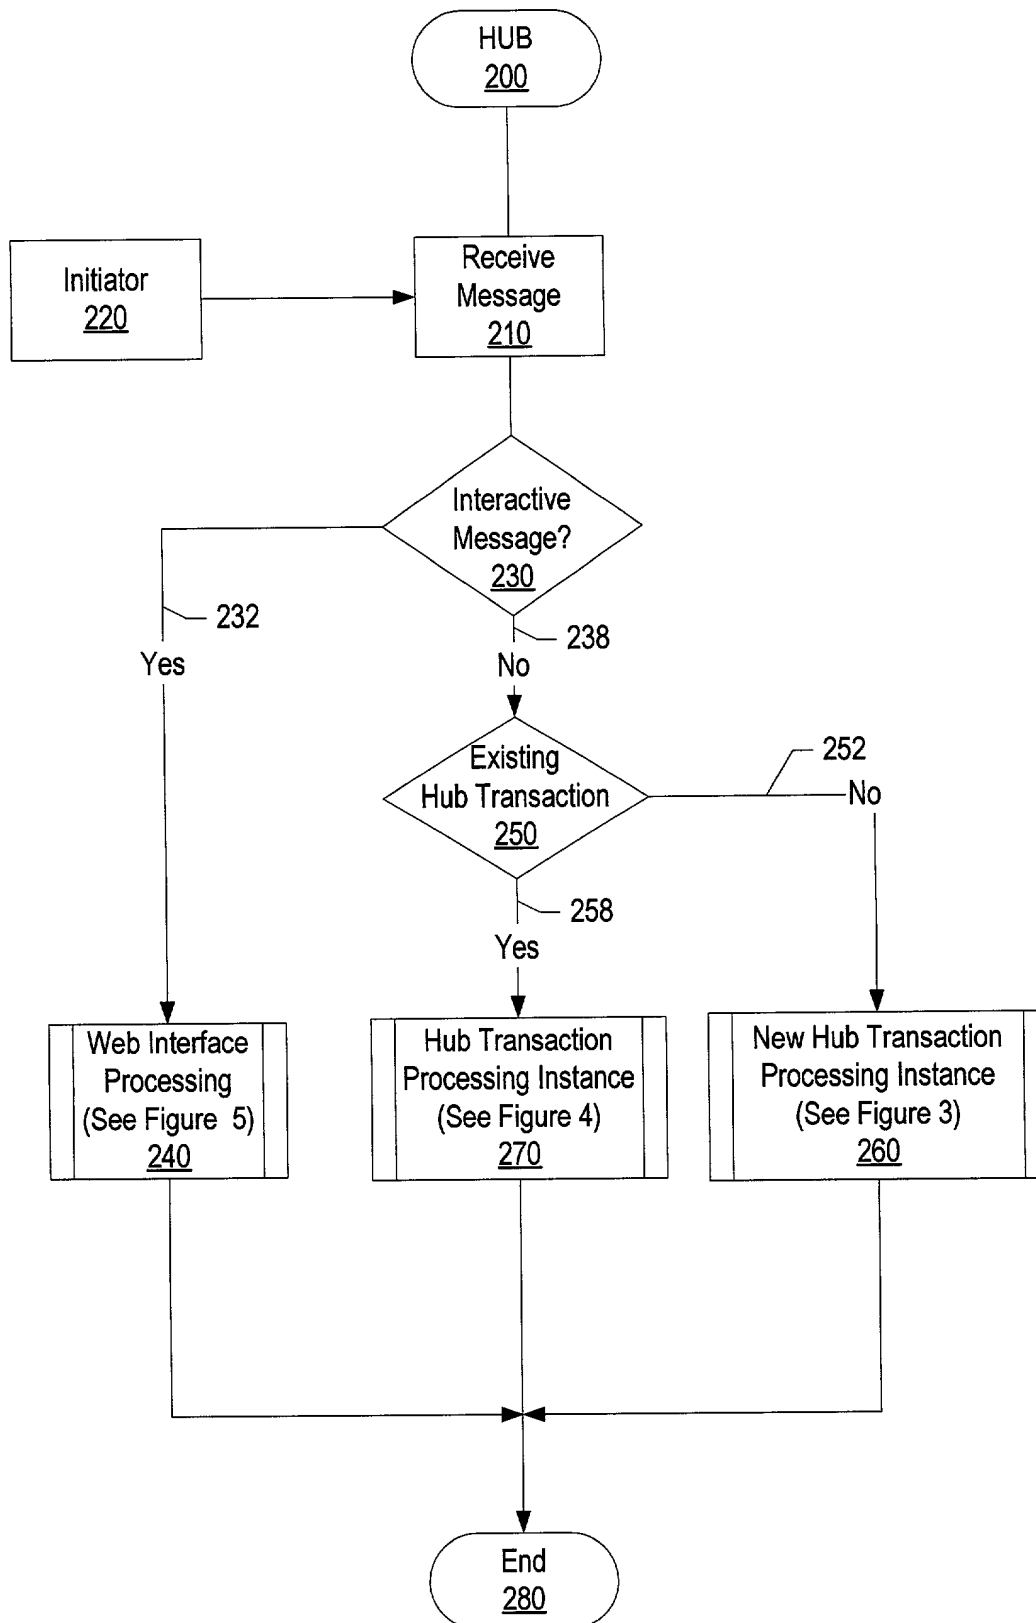 HUB
200
Initiator
220
Receive
Message
210
Interactive
Message?
230
232
Yes
238
No
Existing
Hub Transaction
250
252
No
258
Yes
Web Interface
Processing
(See Figure 5)
240
Hub Transaction
Processing Instance
(See Figure 4)
270
New Hub Transaction
Processing Instance
(See Figure 3)
260
End
280